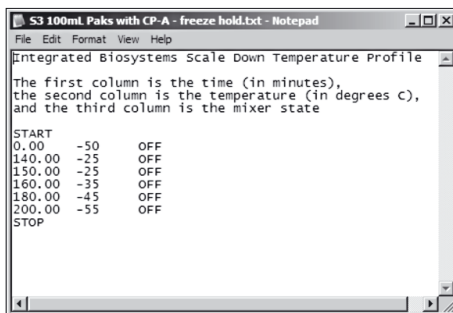 S3 100mL Paks with CP-A - freeze hold.txt - Notepad
File Edit Format View Help
Integrated Biosystems Scale Down Temperature Profile
The first column is the time (in minutes),
the second column is the temperature (in degrees C),
and the third column is the mixer state
START
0.00 -50 OFF
140.00 -25 OFF
150.00 -25 OFF
160.00 -35 OFF
180.00 -45 OFF
200.00 -55 OFF
STOP